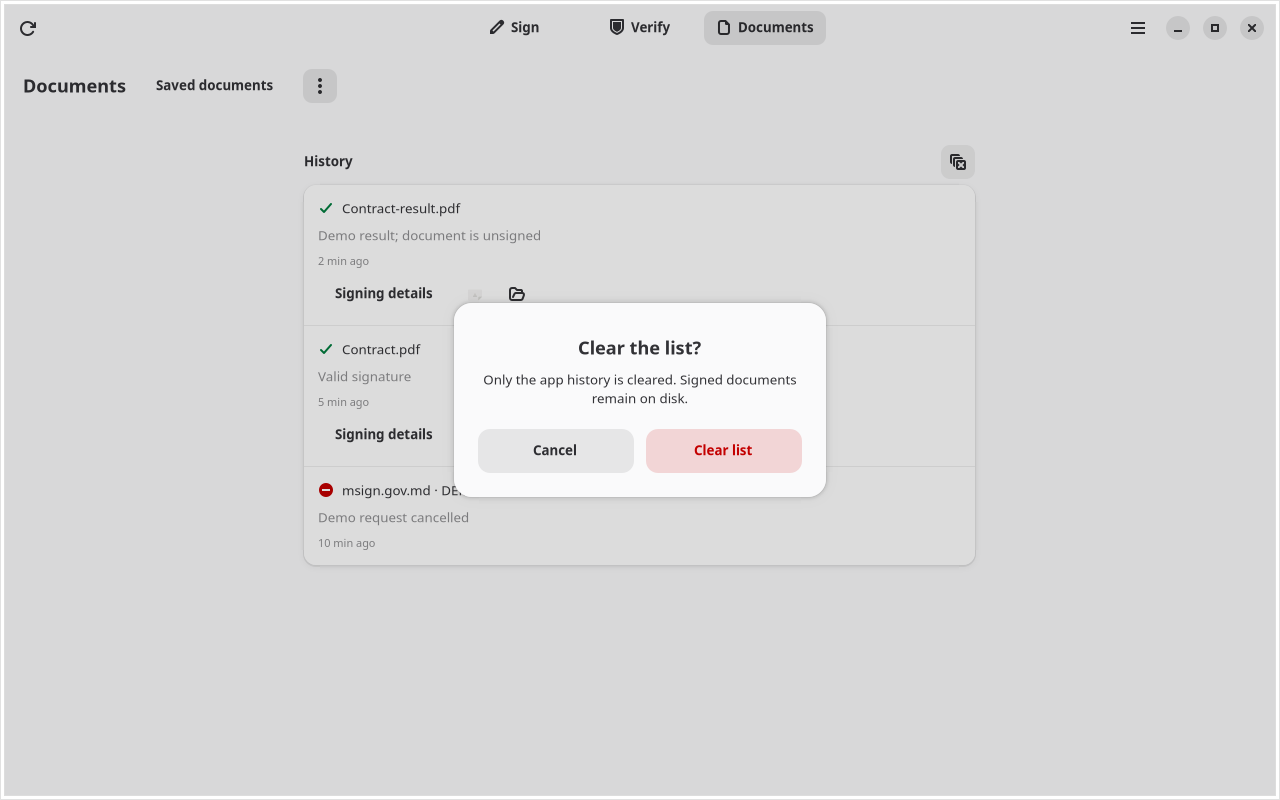 Sign
Verify
Documents
Documents
Saved documents
History
Contract-result.pdf
Demo result; document is unsigned
2 min ago
Signing details
Contract.pdf
Valid signature
5 min ago
Signing details
msign.gov.md ·
Demo request cancelled
10 min ago
Clear the list?
Only the app history is cleared. Signed documents
remain on disk.
Cancel
Clear list